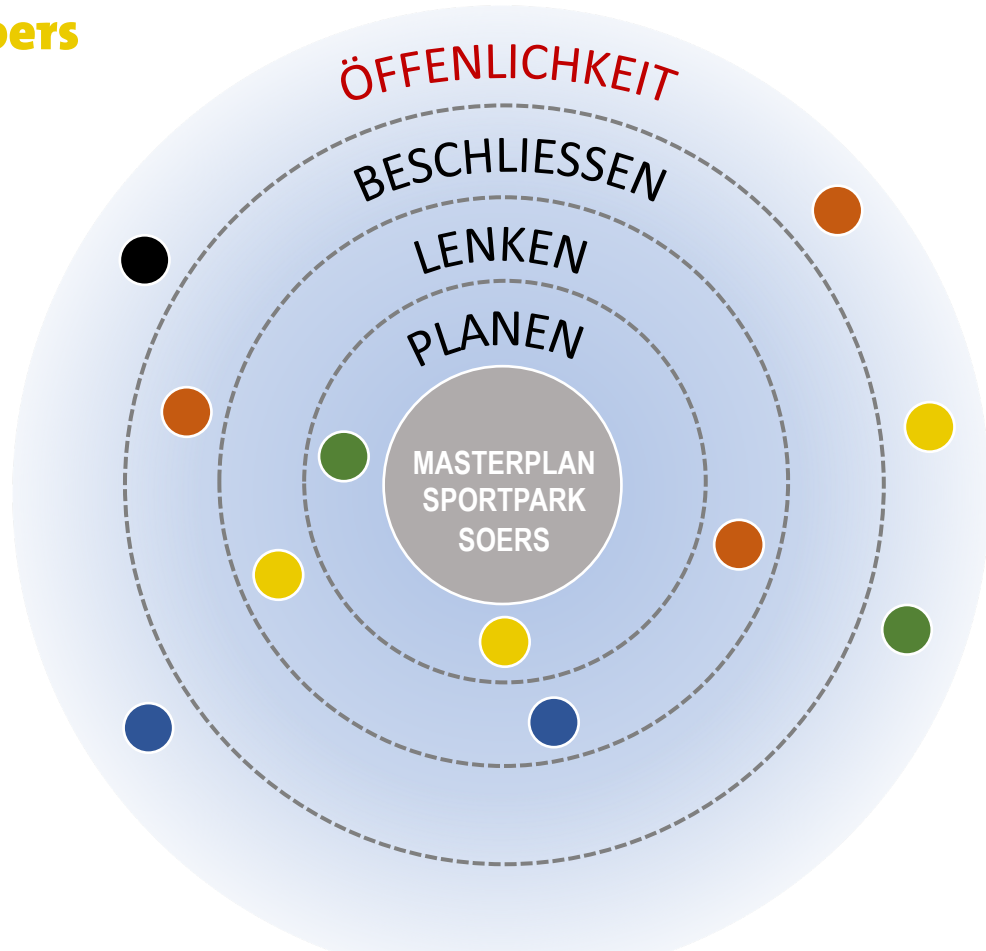 ÖFFENLICHKEIT
BESCHLIESSEN
LENKEN
PLANEN
MASTERPLAN
SPORTPARK
SOERS